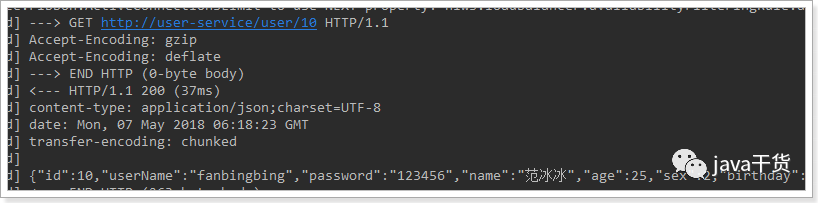 d] ---> GET http://user-service/user/10 HTTP/1.1
d] Accept-Encoding: gzip
d] Accept-Encoding: deflate
d] ---> END HTTP (0-byte body)
d] <--- HTTP/1.1 200 (37ms)
d] content-type: application/json;charset=UTF-8
d] date: Mon, 07 May 2018 06:18:23 GMT
d] transfer-encoding: chunked
d]
d] {"id":10,"userName":"fanbingbing","password":"123456","name":"范冰冰","age":25,"sex":2,"birthday":
java干货